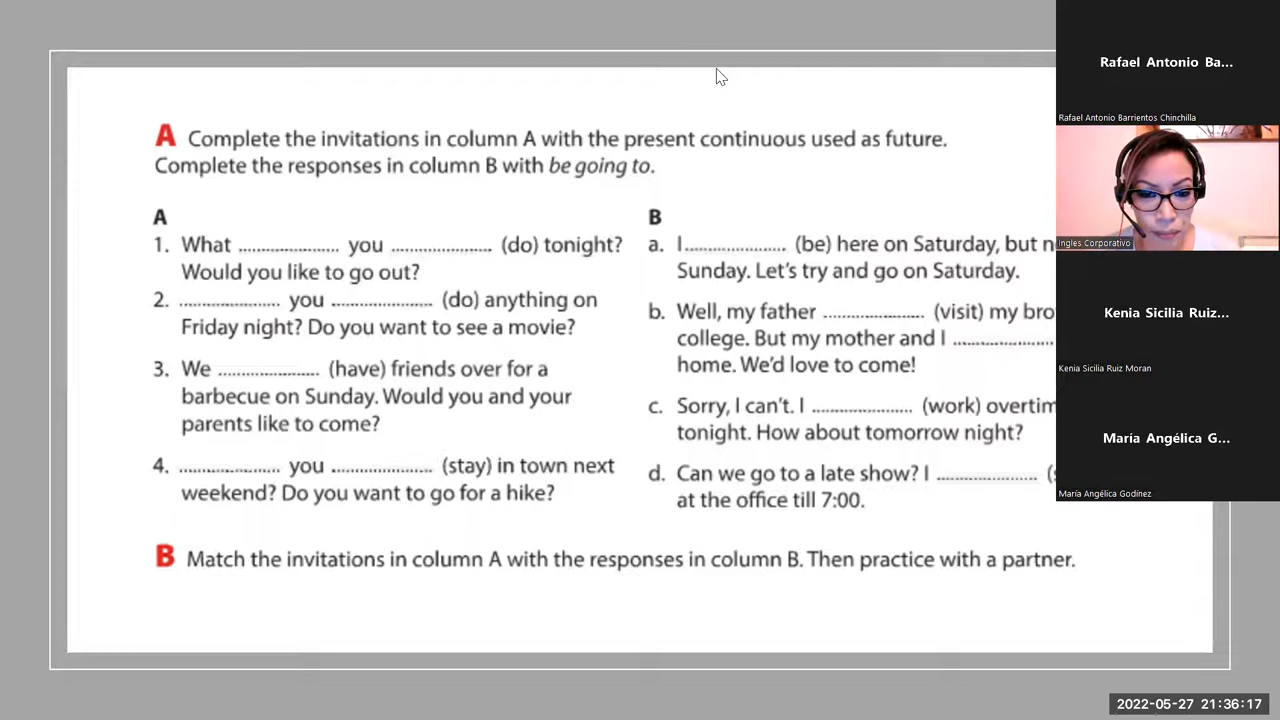 A Complete the invitations in column A with the present continuous used as future.
Complete the responses in column B with be going to.
A
1. What .................... you .................... (do) tonight?
Would you like to go out?
2. .................... you .................... (do) anything on
Friday night? Do you want to see a movie?
3. We .................... (have) friends over for a
barbecue on Sunday. Would you and your
parents like to come?
4. .................... you .................... (stay) in town next
weekend? Do you want to go for a hike?
B
a. I .................... (be) here on Saturday, but
Sunday. Let's try and go on Saturday.
b. Well, my father .................... (visit) my
college. But my mother and I ....................
home. We'd love to come!
c. Sorry, I can't. I .................... (work)
tonight. How about tomorrow night?
d. Can we go to a late show? I ....................
at the office till 7:00.
B Match the invitations in column A with the responses in column B. Then practice with a partner.
Rafael Antonio Ba...
Rafael Antonio Barrientos Chinchilla
Ingles Corporativo
Kenia Sicilia Ruiz...
Kenia Sicilia Ruiz Moran
María Angélica G...
María Angélica Godínez
2022-05-27 21:36:17